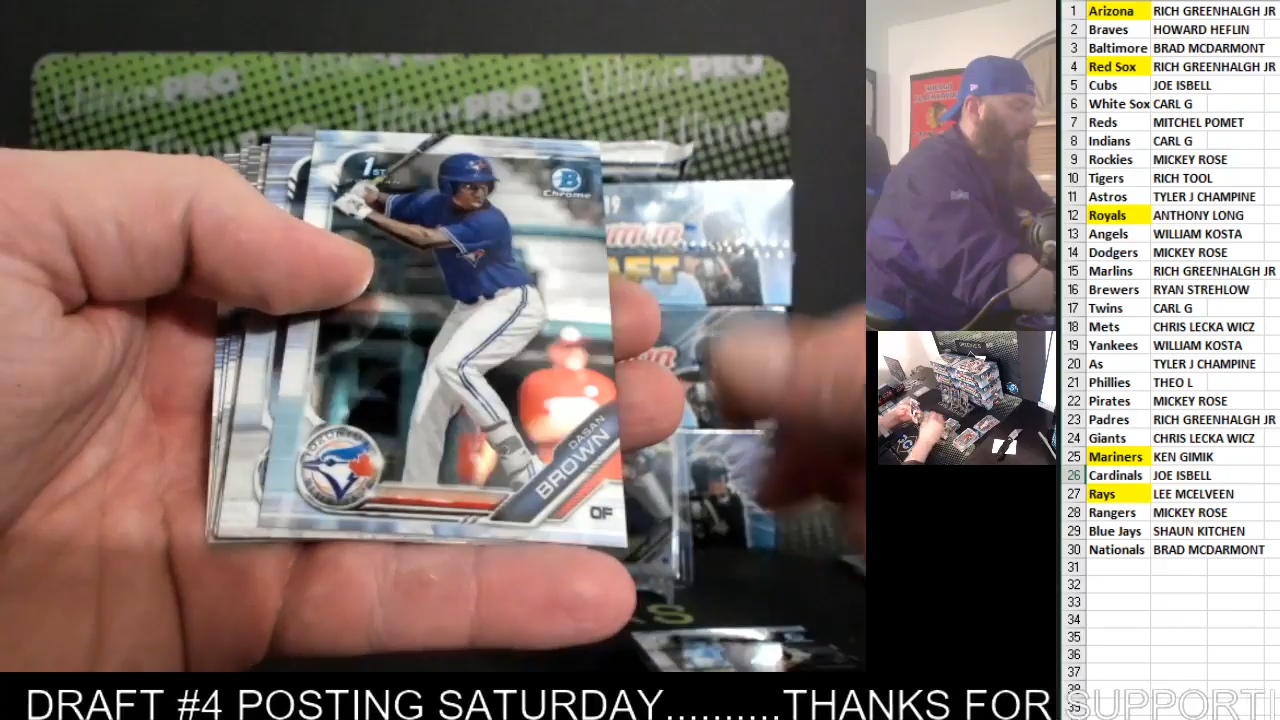 PRO
1ST
Chrome
DASAN
BROWN
OF
19
1 Arizona RICH GREENHALGH JR
2 Braves HOWARD HEFLIN
3 Baltimore BRAD MCDARMONT
4 Red Sox RICH GREENHALGH JR
5 Cubs JOE ISBELL
6 White Sox CARL G
7 Reds MITCHEL POMET
8 Indians CARL G
9 Rockies MICKEY ROSE
10 Tigers RICH TOOL
11 Astros TYLER J CHAMPINE
12 Royals ANTHONY LONG
13 Angels WILLIAM KOSTA
14 Dodgers MICKEY ROSE
15 Marlins RICH GREENHALGH JR
16 Brewers RYAN STREHLOW
17 Twins CARL G
18 Mets CHRIS LECKA WICZ
19 Yankees WILLIAM KOSTA
20 As TYLER J CHAMPINE
21 Phillies THEO L
22 Pirates MICKEY ROSE
23 Padres RICH GREENHALGH JR
24 Giants CHRIS LECKA WICZ
25 Mariners KEN GIMIK
26 Cardinals JOE ISBELL
27 Rays LEE MCELVEEN
28 Rangers MICKEY ROSE
29 Blue Jays SHAUN KITCHEN
30 Nationals BRAD MCDARMONT
31
32
33
34
35
36
37
DRAFT #4 POSTING SATURDAY..........THANKS FOR SUPPORTI